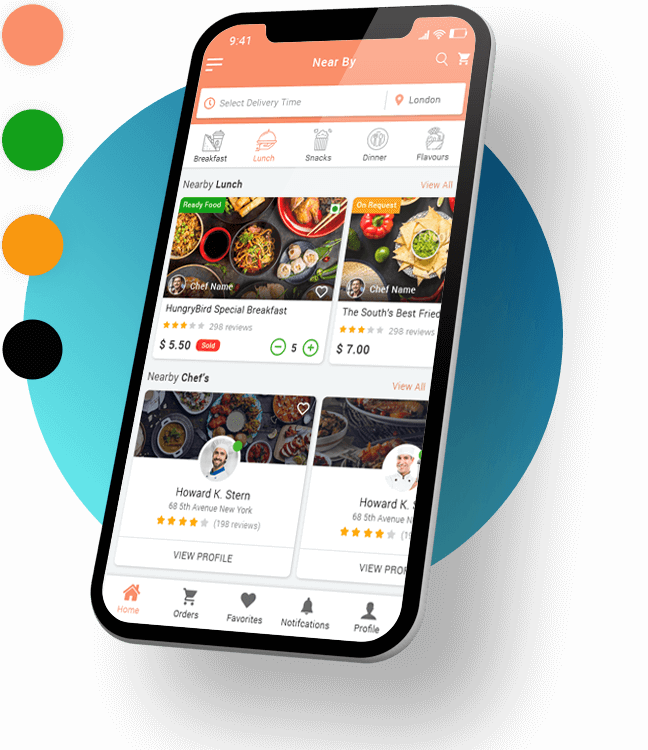 9:41
Near By
Select Delivery Time
London
Breakfast
Lunch
Snacks
Dinner
Flavours
Nearby Lunch
View All
Ready Food
On Request
Chef Name
Chef Name
HungryBird Special Breakfast
The South's Best Fried
298 reviews
298 reviews
$ 5.50 Sold
5
$ 7.00
Nearby Chef's
View All
Howard K. Stern
68 5th Avenue New York
(198 reviews)
VIEW PROFILE
Howard K. S
68 5th Avenue N
(19
VIEW PROF
Home
Orders
Favorites
Notifcations
Profile